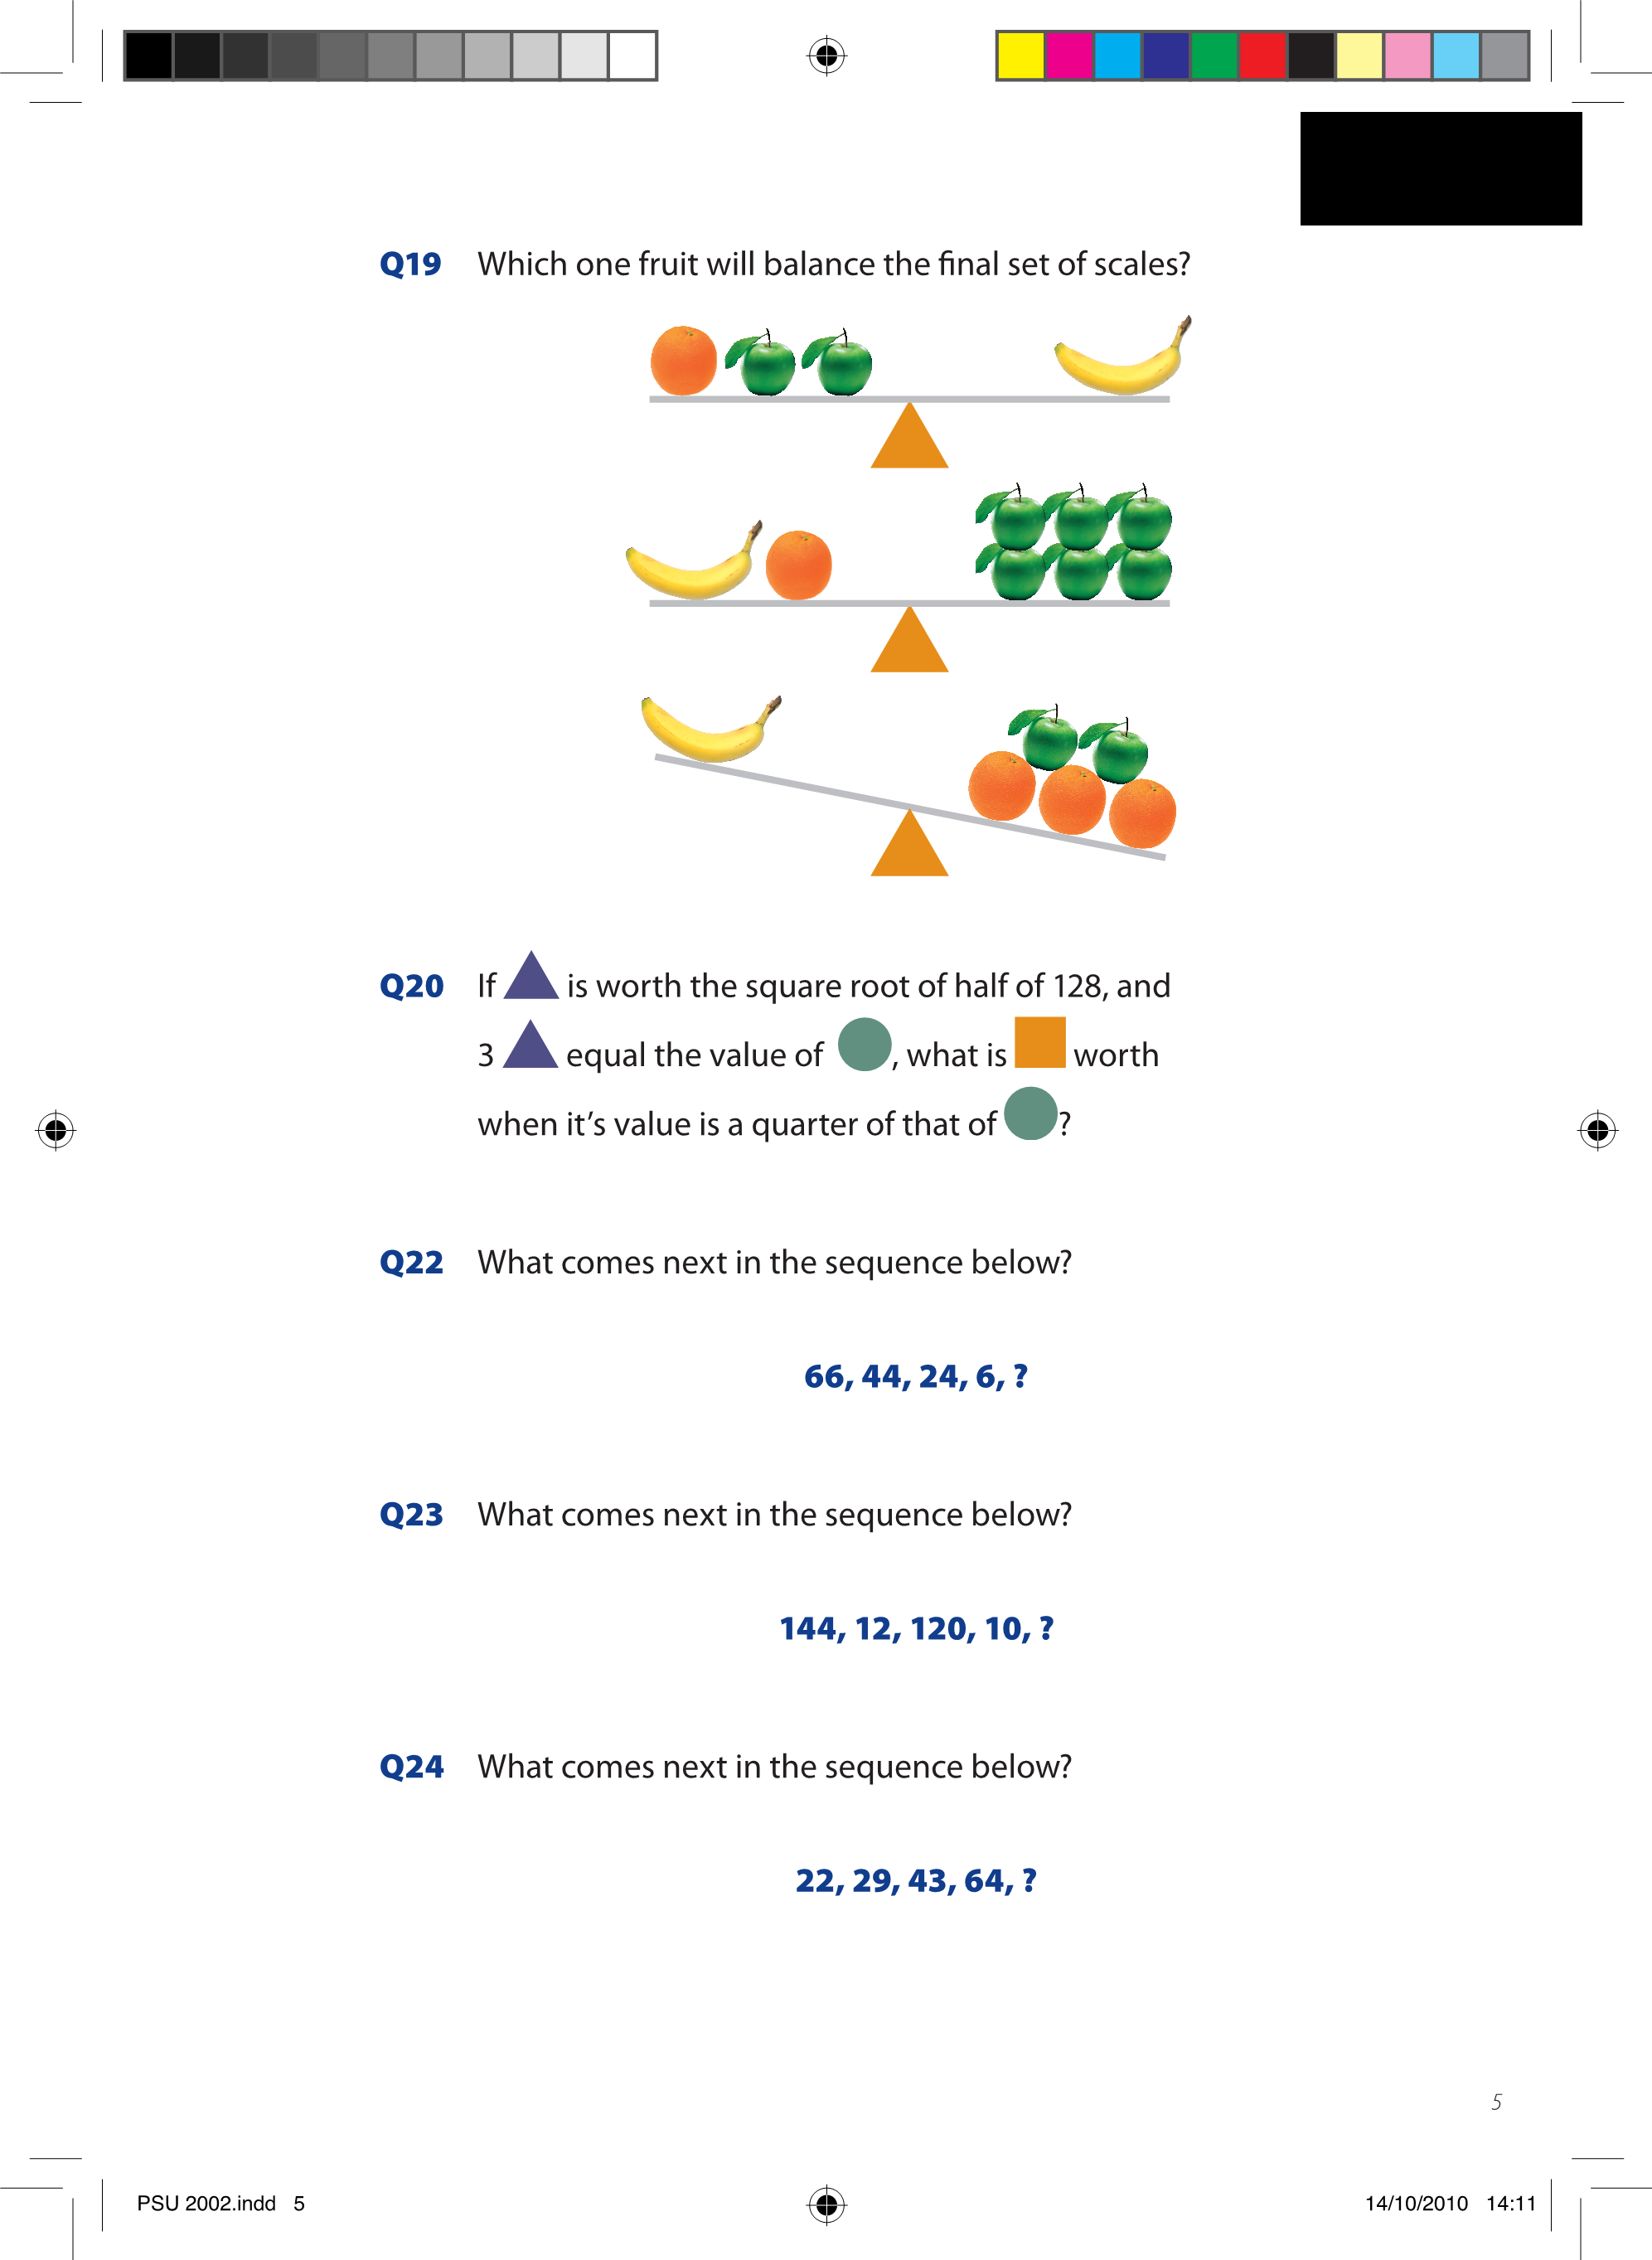 Q19 Which one fruit will balance the final set of scales?
Q20 If is worth the square root of half of 128, and
3 equal the value of , what is worth
when it’s value is a quarter of that of ?
Q22 What comes next in the sequence below?
66, 44, 24, 6, ?
Q23 What comes next in the sequence below?
144, 12, 120, 10, ?
Q24 What comes next in the sequence below?
22, 29, 43, 64, ?
5
PSU 2002.indd 5 14/10/2010 14:11